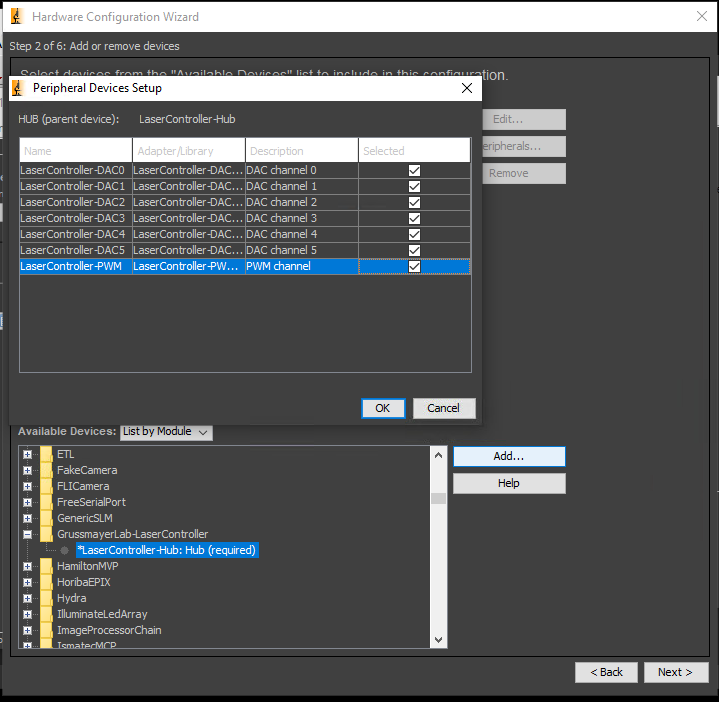 Hardware Configuration Wizard
Step 2 of 6: Add or remove devices
Select devices from the "Available Devices" list to include in this configuration.
Peripheral Devices Setup
HUB (parent device): LaserController-Hub
Edit...
eripherals...
Remove
Name Adapter/Library Description Selected
LaserController-DAC0 LaserController-DAC... DAC channel 0
LaserController-DAC1 LaserController-DAC... DAC channel 1
LaserController-DAC2 LaserController-DAC... DAC channel 2
LaserController-DAC3 LaserController-DAC... DAC channel 3
LaserController-DAC4 LaserController-DAC... DAC channel 4
LaserController-DAC5 LaserController-DAC... DAC channel 5
LaserController-PWM LaserController-PW... PWM channel
OK Cancel
Available Devices: List by Module
Add...
Help
ETL
FakeCamera
FLICamera
FreeSerialPort
GenericSLM
GrussmayerLab-LaserController
*LaserController-Hub: Hub (required)
HamiltonMVP
HoribaEPIX
Hydra
IlluminateLedArray
ImageProcessorChain
IsmatecMCP
< Back Next >